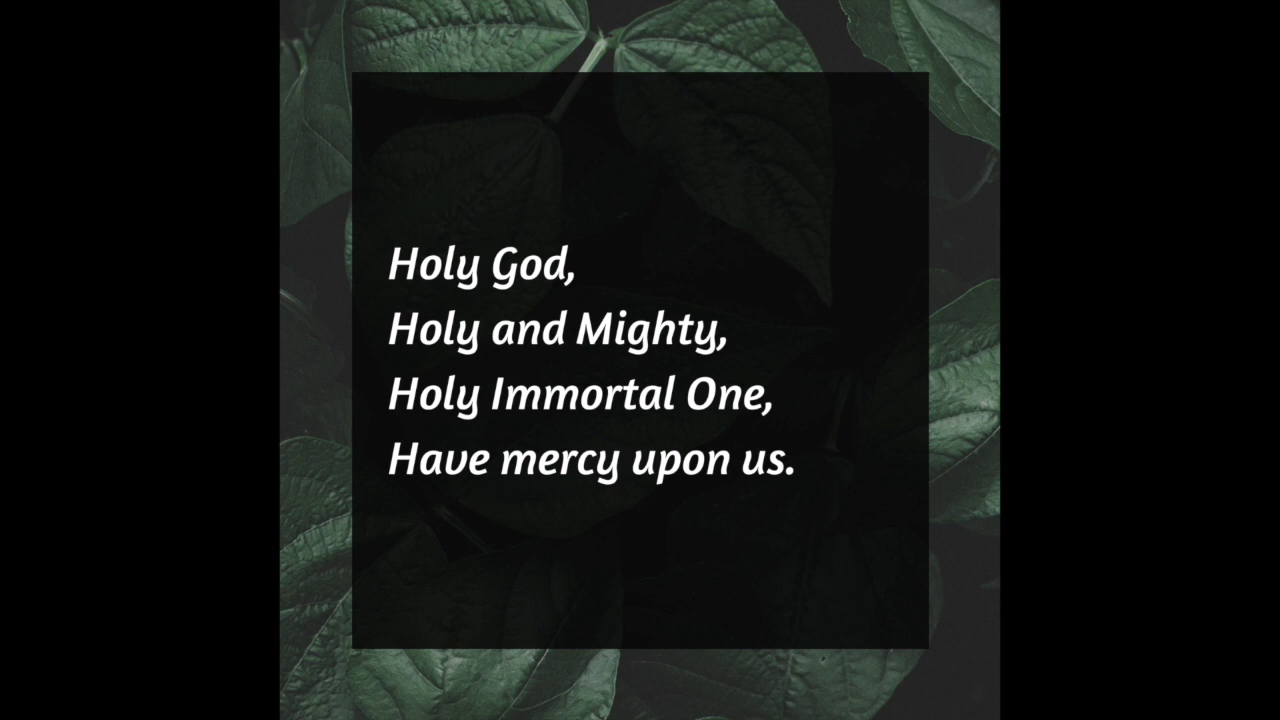 Holy God,
Holy and Mighty,
Holy Immortal One,
Have mercy upon us.